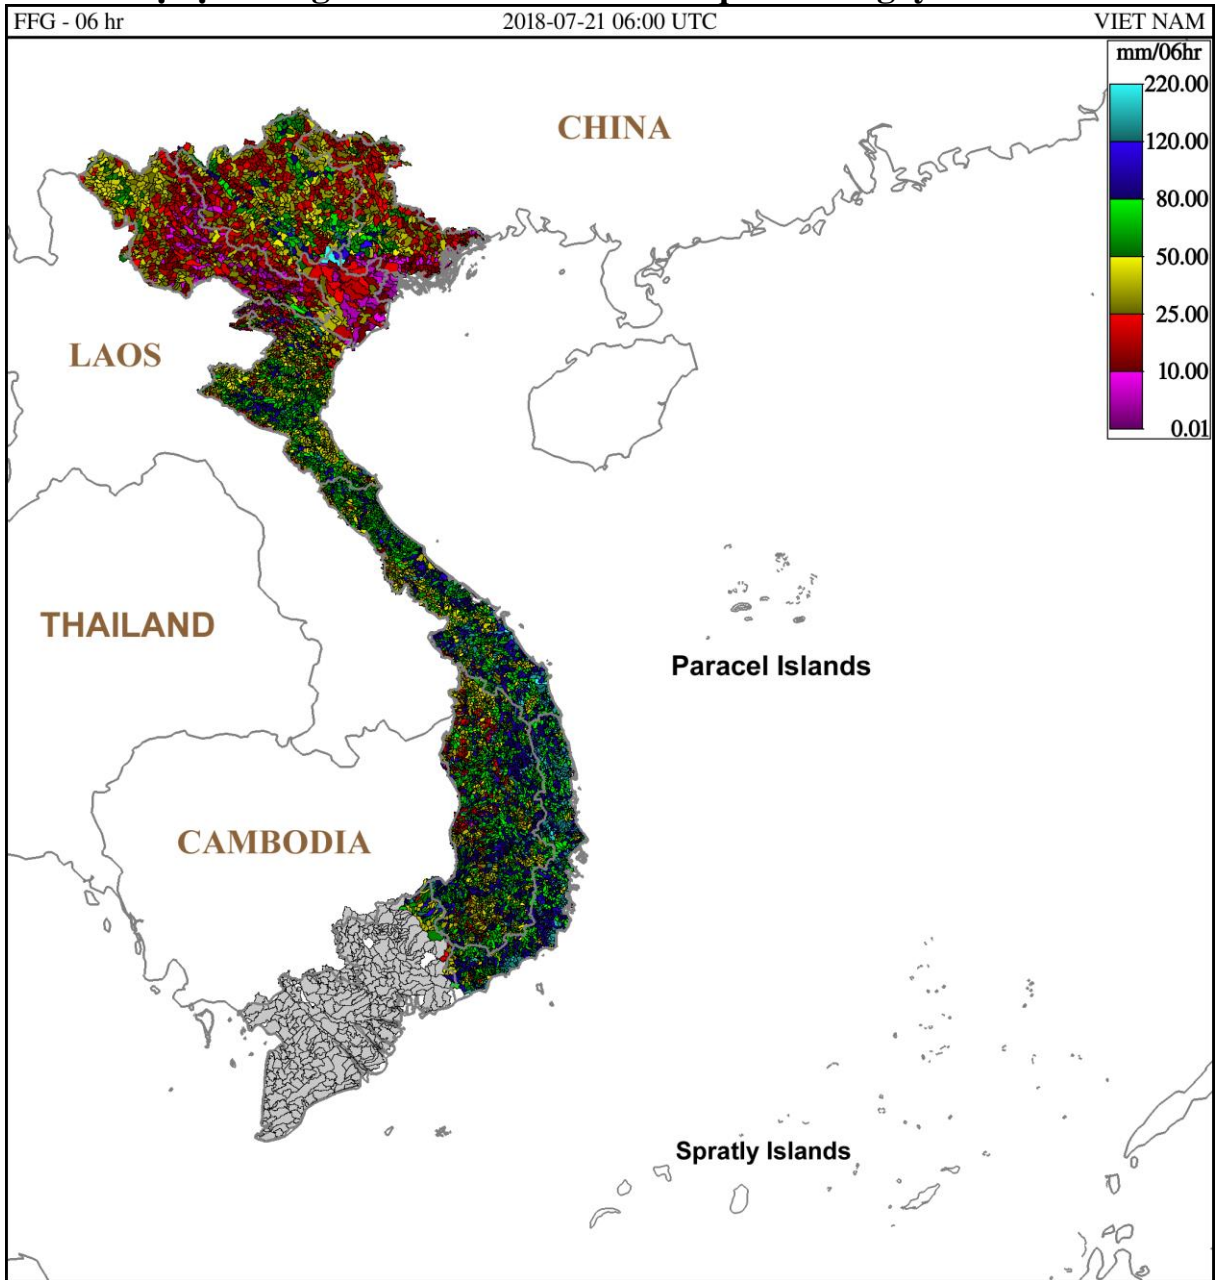 FFG - 06 hr 2018-07-21 06:00 UTC VIET NAM
mm/06hr
220.00
120.00
80.00
50.00
25.00
10.00
0.01
CHINA
LAOS
THAILAND
Paracel Islands
CAMBODIA
Spratly Islands